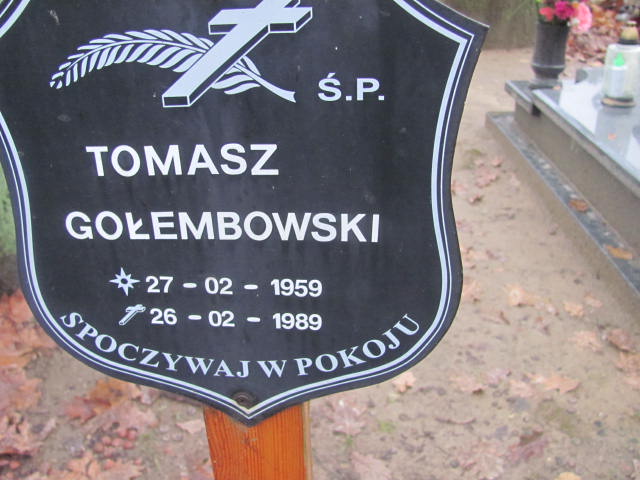 Ś.P.
TOMASZ
GOŁEMBOWSKI
27 - 02 - 1959
26 - 02 - 1989
SPOCZYWAJ W POKOJU